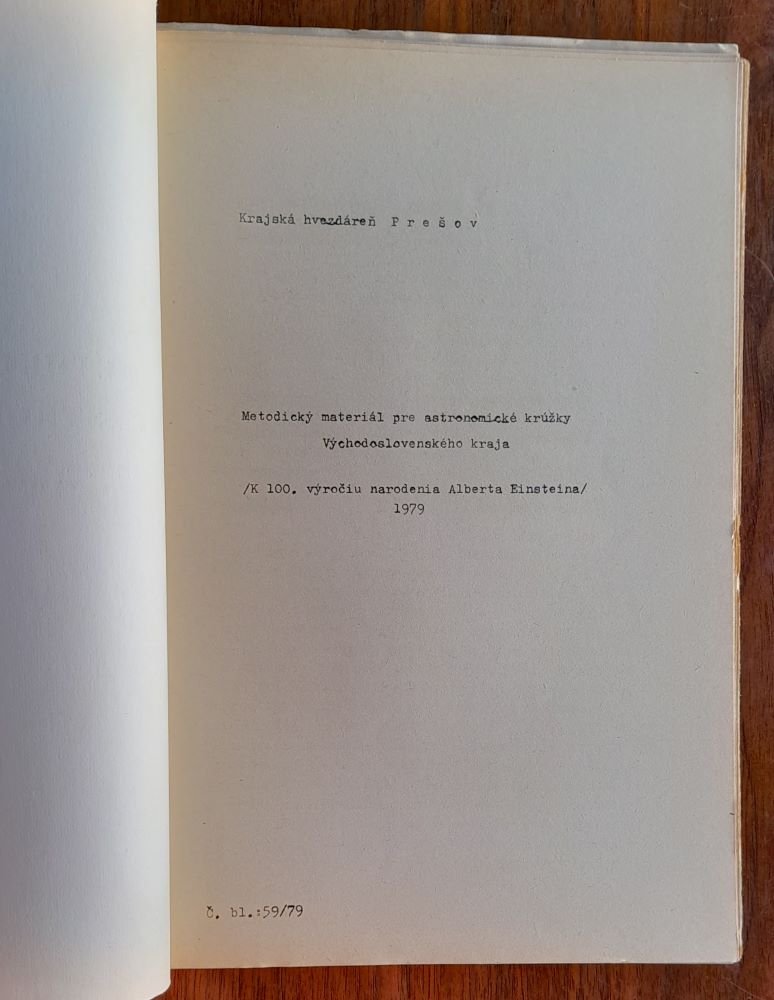 Krajská hvezdáreň P r e š o v
Metodický materiál pre astronomické krúžky
Východoslovenského kraja
/K 100. výročiu narodenia Alberta Einsteina/
1979
Č. bl.:59/79